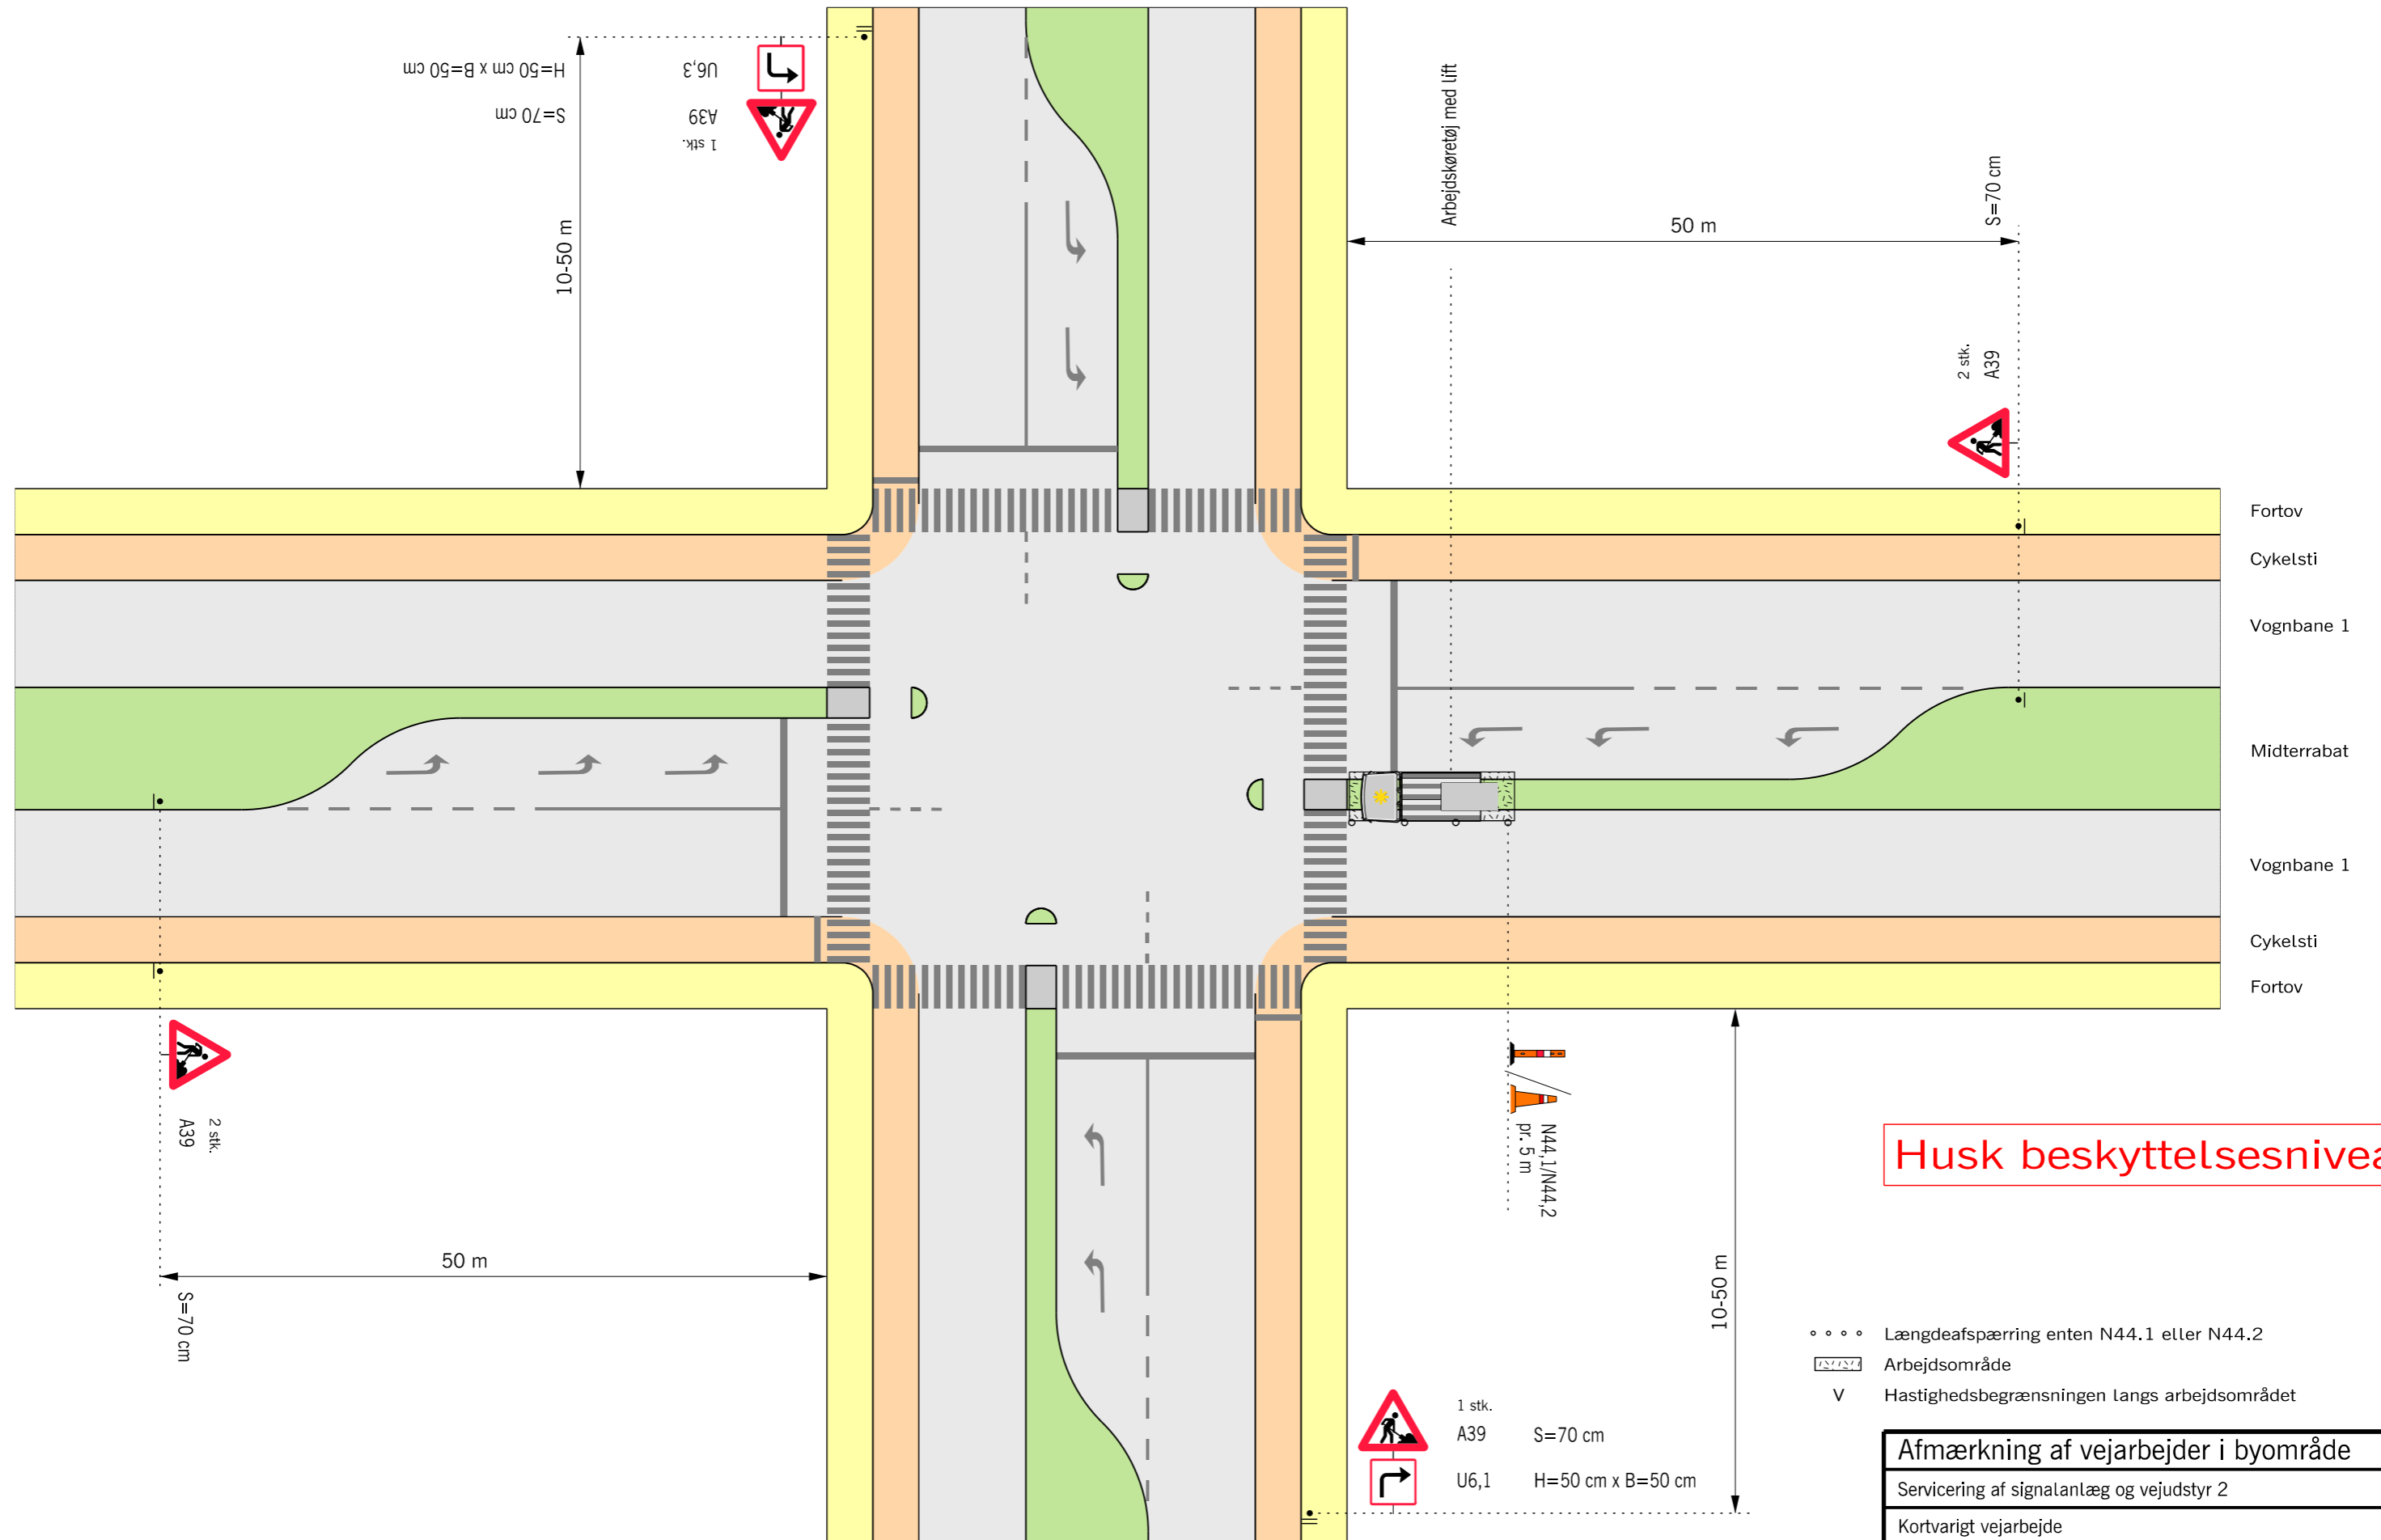 H=50 cm x B=50 cm
U6,3
S=70 cm
A39
1 stk.
10-50 m
Arbejdskøretøj med lift
50 m
S=70 cm
2 stk.
A39
Fortov
Cykelsti
Vognbane 1
Midterrabat
Vognbane 1
Cykelsti
Fortov
2 stk.
A39
50 m
S=70 cm
N44,1/N44,2
pr. 5 m
10-50 m
Længdeafspærring enten N44.1 eller N44.2
Arbejdsområde
V Hastighedsbegrænsningen langs arbejdsområdet
1 stk.
A39 S=70 cm
U6,1 H=50 cm x B=50 cm
Afmærkning af vejarbejder i byområde
Servicering af signalanlæg og vejudstyr 2
Kortvarigt vejarbejde
Husk